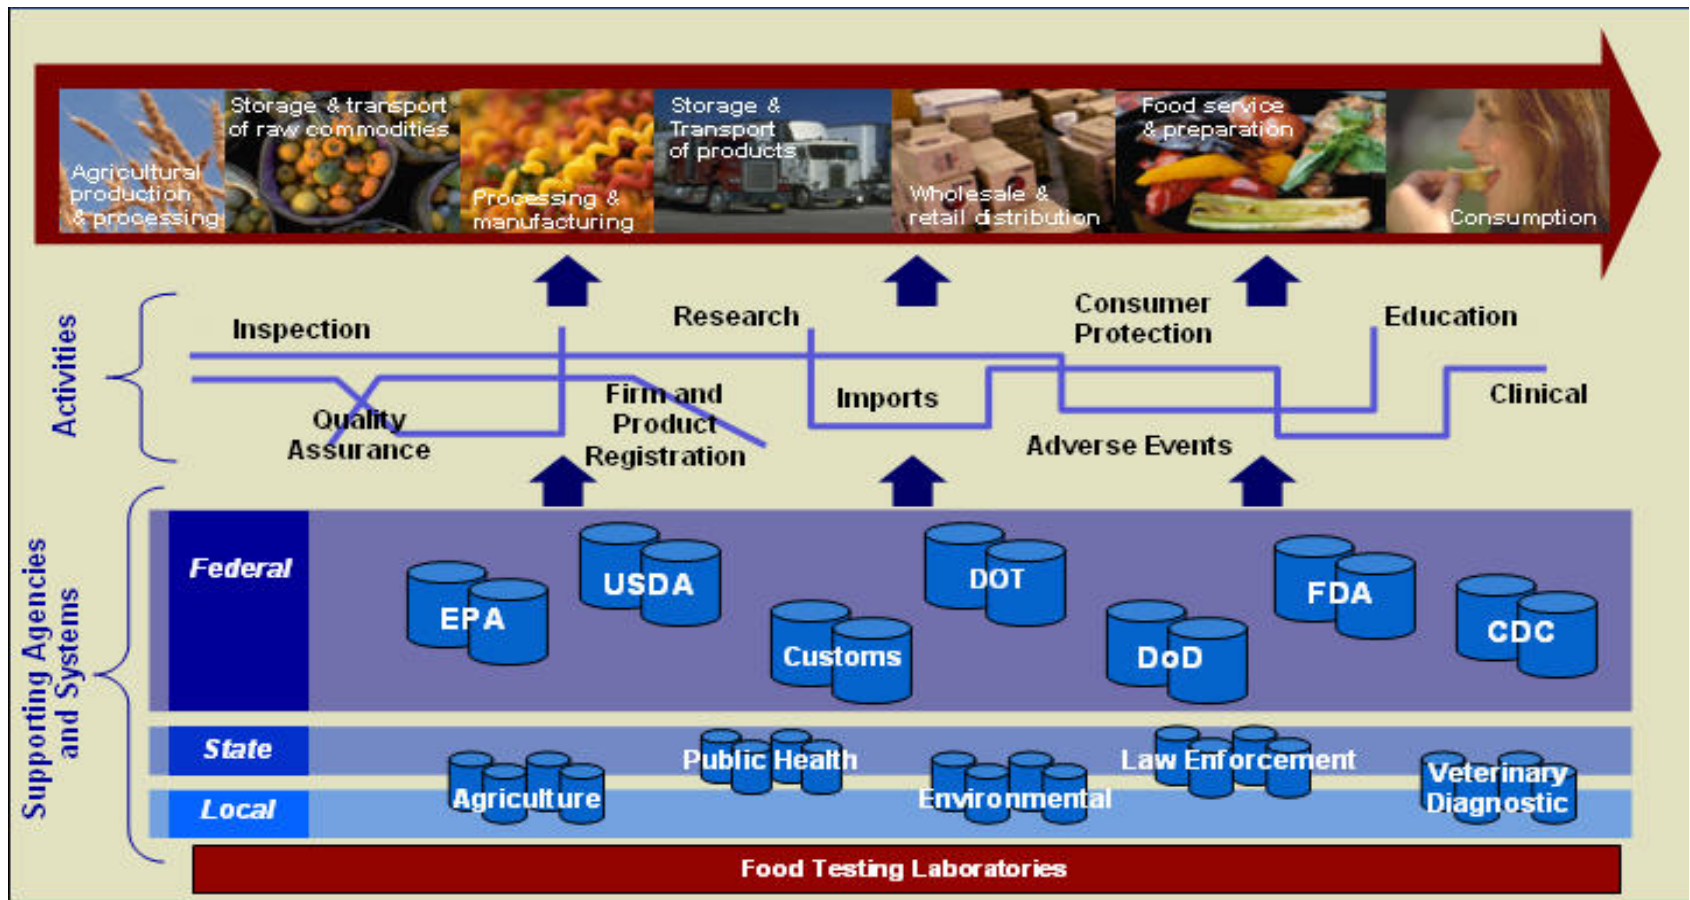 Agricultural
production
& processing
Storage & transport
of raw commodities
Processing &
manufacturing
Storage &
Transport
of products
Wholesale &
retail distribution
Food service
& preparation
Consumption
Activities
Inspection
Quality
Assurance
Firm and
Product
Registration
Research
Imports
Consumer
Protection
Adverse Events
Education
Clinical
Supporting Agencies
and Systems
Federal
EPA
USDA
Customs
DOT
DoD
FDA
CDC
State
Local
Agriculture
Public Health
Environmental
Law Enforcement
Veterinary
Diagnostic
Food Testing Laboratories